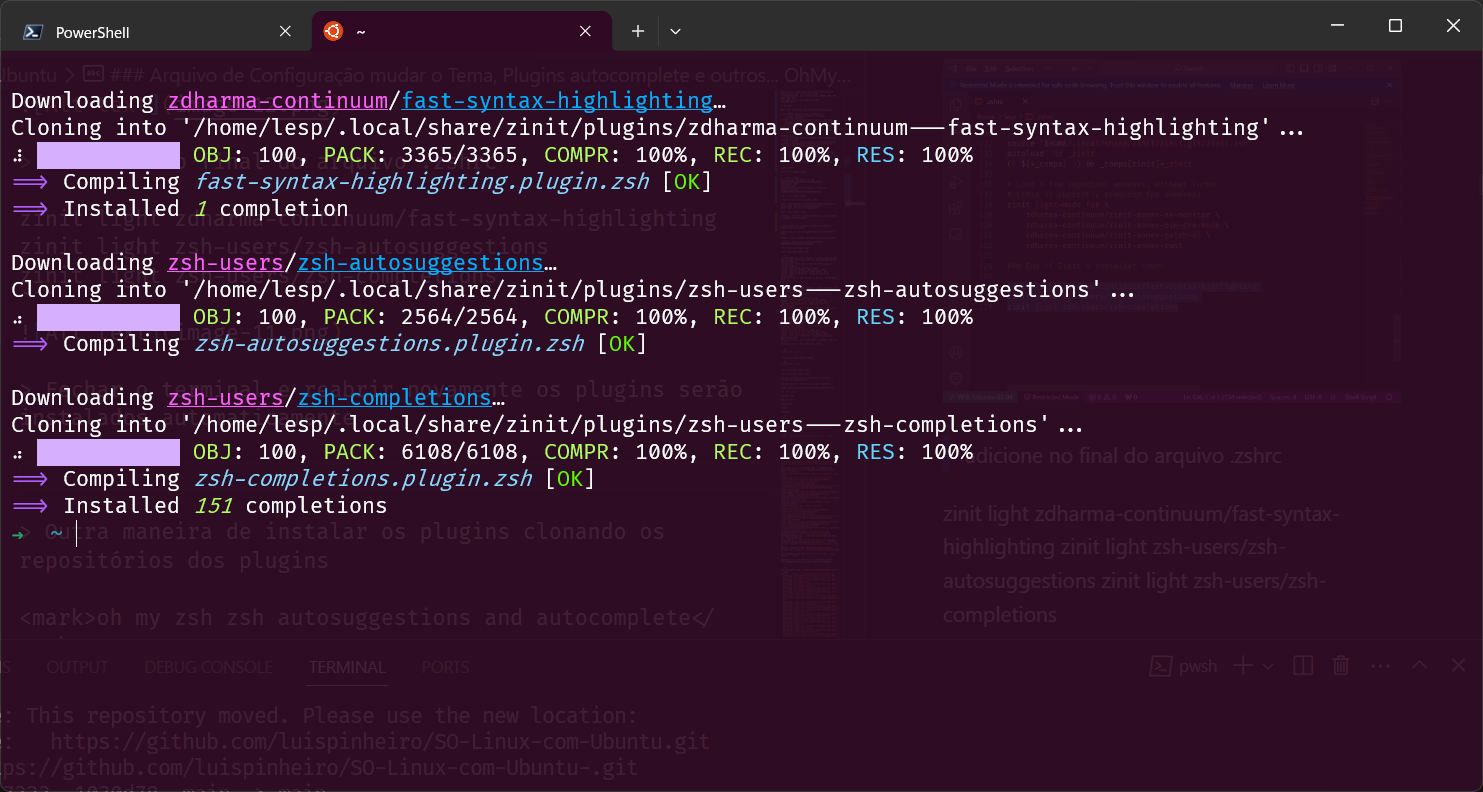 PowerShell
~
Ubuntu > ### Arquivo de Configuração mudar o Tema, Plugins autocomplete e outros... OhMy...
Downloading zdharma-continuum/fast-syntax-highlighting…
Cloning into '/home/lesp/.local/share/zinit/plugins/zdharma-continuum---fast-syntax-highlighting'...
OBJ: 100, PACK: 3365/3365, COMPR: 100%, REC: 100%, RES: 100%
==> Compiling fast-syntax-highlighting.plugin.zsh [OK]
==> Installed 1 completion
zinit light zdharma-continuum/fast-syntax-highlighting
zinit light zsh-users/zsh-autosuggestions
Downloading zsh-users/zsh-autosuggestions…
Cloning into '/home/lesp/.local/share/zinit/plugins/zsh-users---zsh-autosuggestions'...
OBJ: 100, PACK: 2564/2564, COMPR: 100%, REC: 100%, RES: 100%
==> Compiling zsh-autosuggestions.plugin.zsh [OK]
> Fechar o terminal e reabrir novamente os plugins serão
instalados automaticamente
Downloading zsh-users/zsh-completions…
Cloning into '/home/lesp/.local/share/zinit/plugins/zsh-users---zsh-completions'...
OBJ: 100, PACK: 6108/6108, COMPR: 100%, REC: 100%, RES: 100%
==> Compiling zsh-completions.plugin.zsh [OK]
==> Installed 151 completions
→ ~
> Outra maneira de instalar os plugins clonando os
repositórios dos plugins
<mark>oh my zsh zsh autosuggestions and autocomplete</
adicione no final do arquivo .zshrc
zinit light zdharma-continuum/fast-syntax-
highlighting zinit light zsh-users/zsh-
autosuggestions zinit light zsh-users/zsh-
completions
OUTPUT DEBUG CONSOLE TERMINAL PORTS pwsh
: This repository moved. Please use the new location:
: https://github.com/luispinheiro/SO-Linux-com-Ubuntu.git
ps://github.com/luispinheiro/SO-Linux-com-Ubuntu-.git